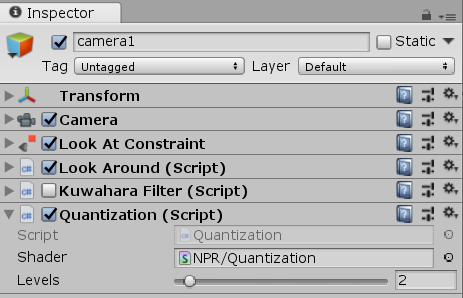 Inspector
camera1 Static
Tag Untagged Layer Default
Transform
Camera
Look At Constraint
Look Around (Script)
Kuwahara Filter (Script)
Quantization (Script)
Script Quantization
Shader NPR/Quantization
Levels 2